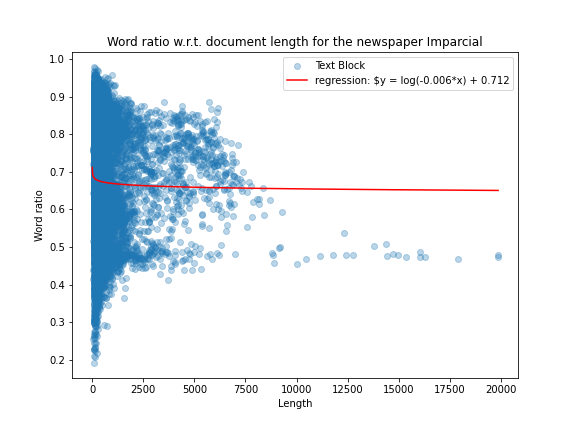 Word ratio w.r.t. document length for the newspaper Imparcial
Text Block
regression: $y = log(-0.006*x) + 0.712
1.0
0.9
0.8
0.7
0.6
0.5
0.4
0.3
0.2
Word ratio
0 2500 5000 7500 10000 12500 15000 17500 20000
Length